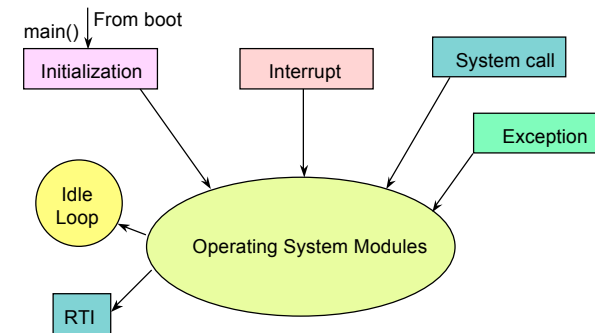 From boot
main()
Initialization
Interrupt
System call
Exception
Idle
Loop
Operating System Modules
RTI